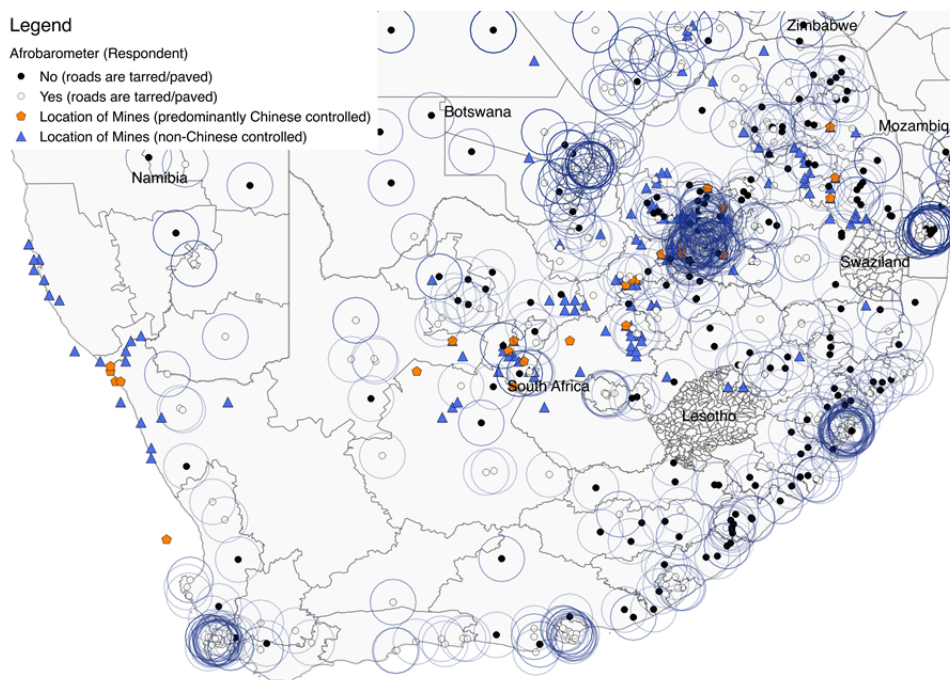 Legend
Afrobarometer (Respondent)
No (roads are tarred/paved)
Yes (roads are tarred/paved)
Location of Mines (predominantly Chinese controlled)
Location of Mines (non-Chinese controlled)
Zimbabwe
Botswana
Mozambiq
Namibia
Swaziland
South Africa
Lesotho